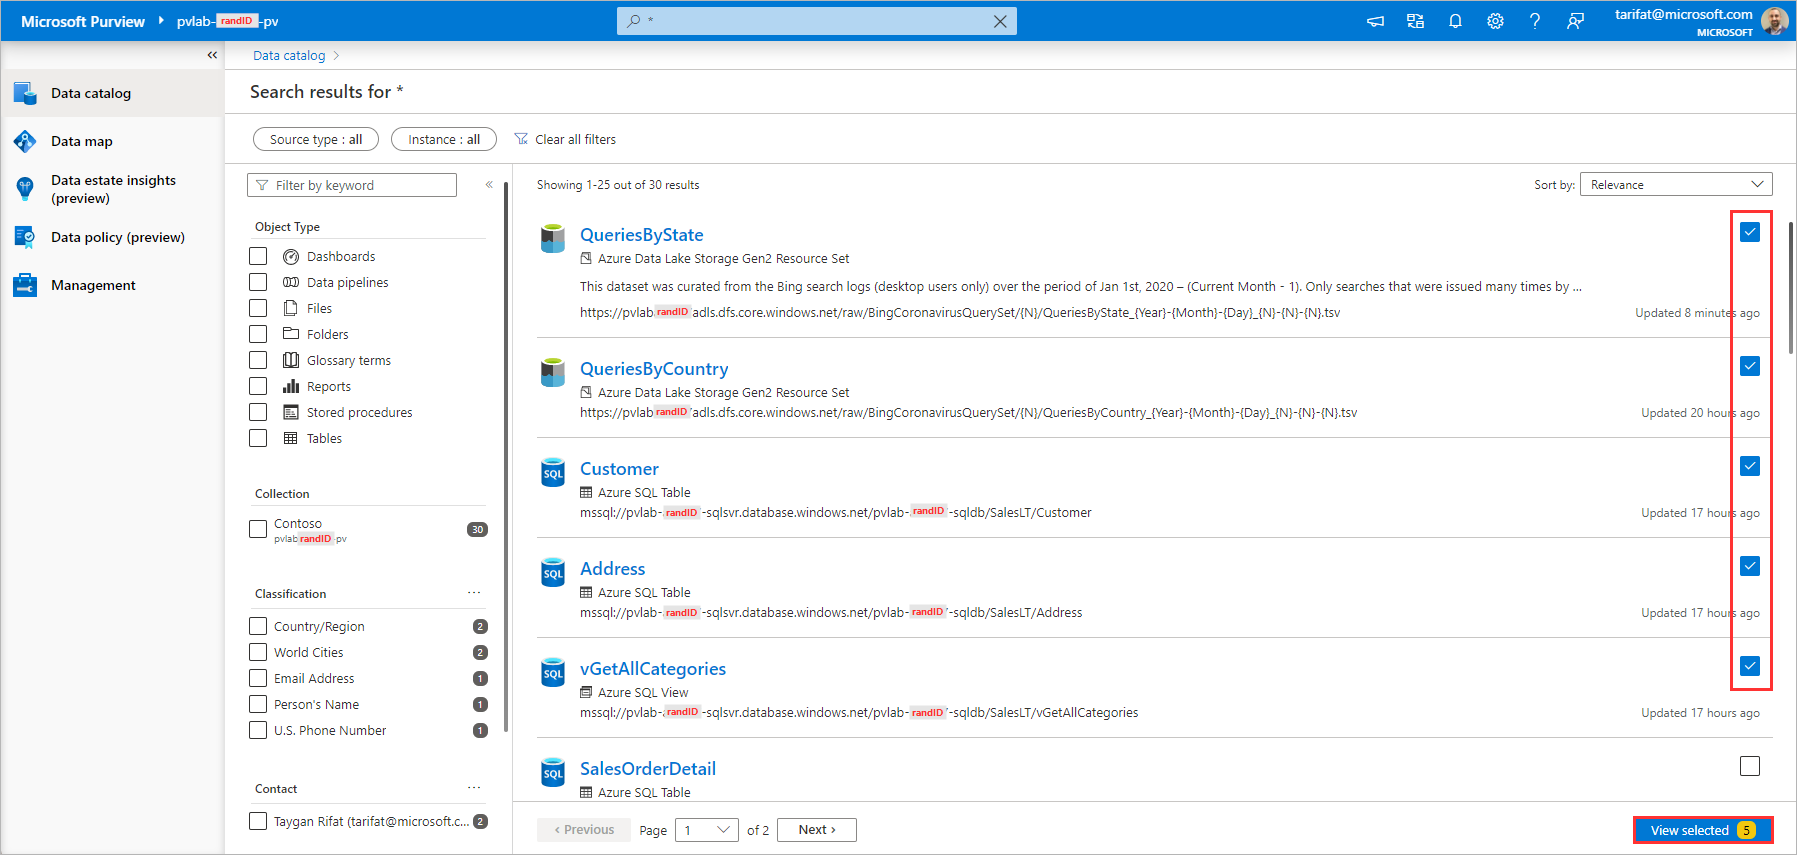 Microsoft Purview pvlab-randID-pv
*
tarifat@microsoft.com
MICROSOFT
Data catalog
Data map
Data estate insights
(preview)
Data policy (preview)
Management
Data catalog
Search results for *
Source type : all
Instance : all
Clear all filters
Filter by keyword
Object Type
Dashboards
Data pipelines
Files
Folders
Glossary terms
Reports
Stored procedures
Tables
Collection
Contoso
pvlab randID -pv
30
Classification ...
Country/Region 2
World Cities 2
Email Address 1
Person's Name 1
U.S. Phone Number 1
Contact ...
Taygan Rifat (tarifat@microsoft.c... 2
Showing 1-25 out of 30 results
Sort by: Relevance
QueriesByState
Azure Data Lake Storage Gen2 Resource Set
This dataset was curated from the Bing search logs (desktop users only) over the period of Jan 1st, 2020 – (Current Month - 1). Only searches that were issued many times by ...
https://pvlab randID adls.dfs.core.windows.net/raw/BingCoronavirusQuerySet/{N}/QueriesByState_{Year}-{Month}-{Day}_{N}-{N}-{N}.tsv
Updated 8 minutes ago
QueriesByCountry
Azure Data Lake Storage Gen2 Resource Set
https://pvlab randID adls.dfs.core.windows.net/raw/BingCoronavirusQuerySet/{N}/QueriesByCountry_{Year}-{Month}-{Day}_{N}-{N}-{N}.tsv
Updated 20 hours ago
SQL
Customer
Azure SQL Table
mssql://pvlab-randID-sqlsvr.database.windows.net/pvlab-randID-sqldb/SalesLT/Customer
Updated 17 hours ago
SQL
Address
Azure SQL Table
mssql://pvlab-randID-sqlsvr.database.windows.net/pvlab-randID-sqldb/SalesLT/Address
Updated 17 hours ago
SQL
vGetAllCategories
Azure SQL View
mssql://pvlab-randID-sqlsvr.database.windows.net/pvlab-randID-sqldb/SalesLT/vGetAllCategories
Updated 17 hours ago
SQL
SalesOrderDetail
Azure SQL Table
‹ Previous Page 1 of 2 Next ›
View selected 5